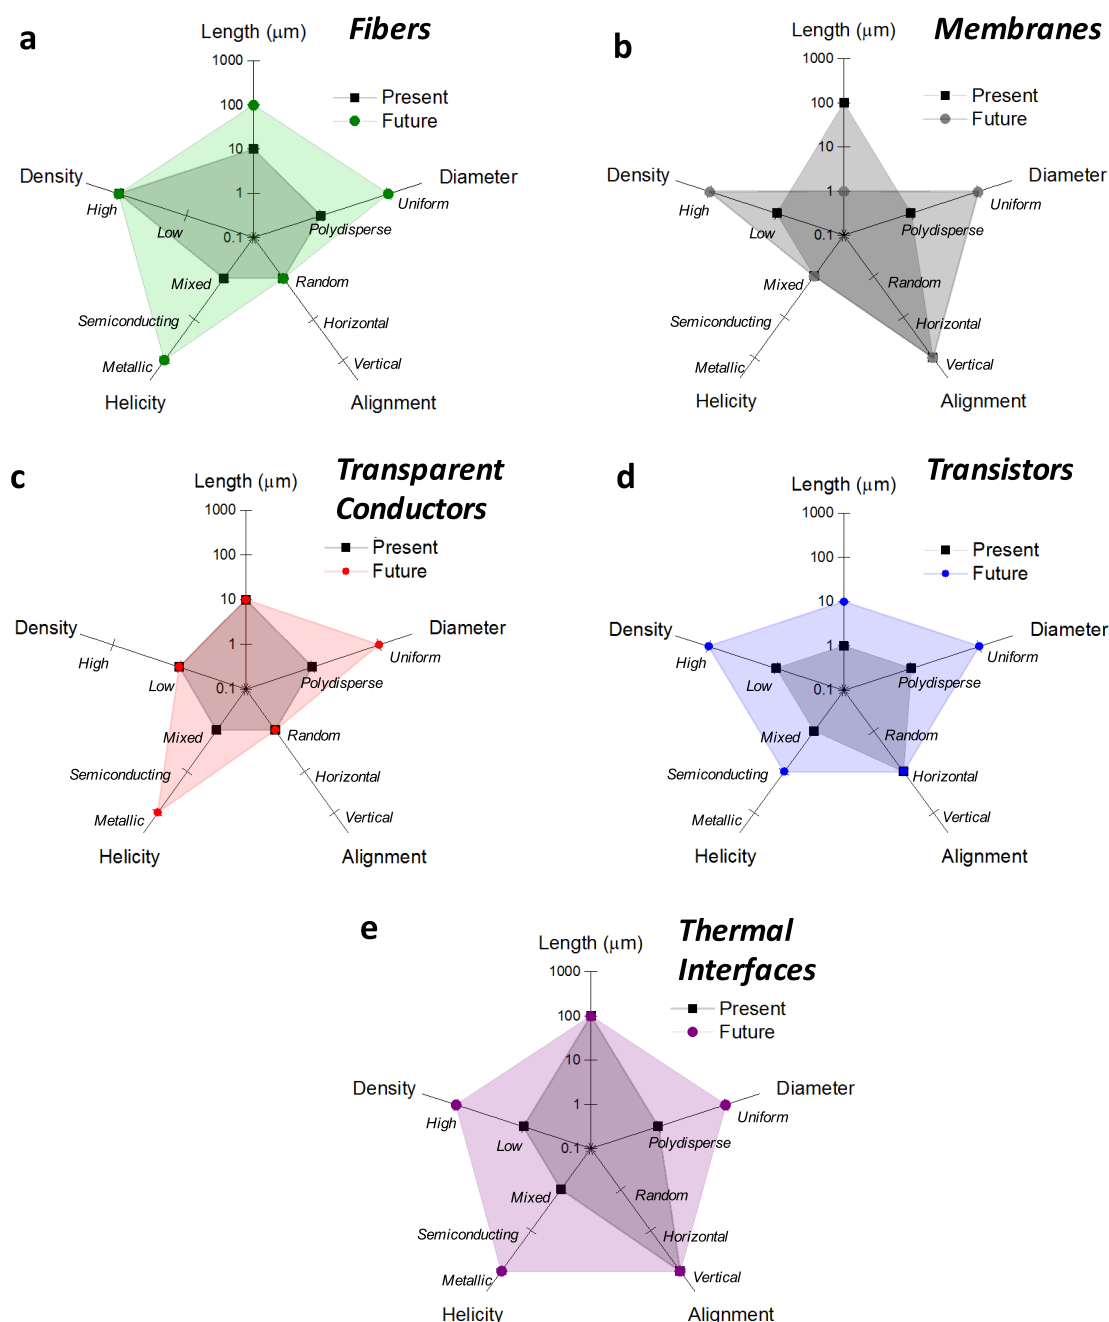 a
Fibers
Length (μm)
1000
100
10
1
0.1
Present
Future
Density
High
Low
Diameter
Uniform
Polydisperse
Mixed
Semiconducting
Metallic
Helicity
Random
Horizontal
Vertical
Alignment
b
Membranes
Length (μm)
1000
100
10
1
0.1
Present
Future
Density
High
Low
Diameter
Uniform
Polydisperse
Mixed
Semiconducting
Metallic
Helicity
Random
Horizontal
Vertical
Alignment
c
Transparent
Conductors
Length (μm)
1000
100
10
1
0.1
Present
Future
Density
High
Low
Diameter
Uniform
Polydisperse
Mixed
Semiconducting
Metallic
Helicity
Random
Horizontal
Vertical
Alignment
d
Transistors
Length (μm)
1000
100
10
1
0.1
Present
Future
Density
High
Low
Diameter
Uniform
Polydisperse
Mixed
Semiconducting
Metallic
Helicity
Random
Horizontal
Vertical
Alignment
e
Thermal
Interfaces
Length (μm)
1000
100
10
1
0.1
Present
Future
Density
High
Low
Diameter
Uniform
Polydisperse
Mixed
Semiconducting
Metallic
Helicity
Random
Horizontal
Vertical
Alignment